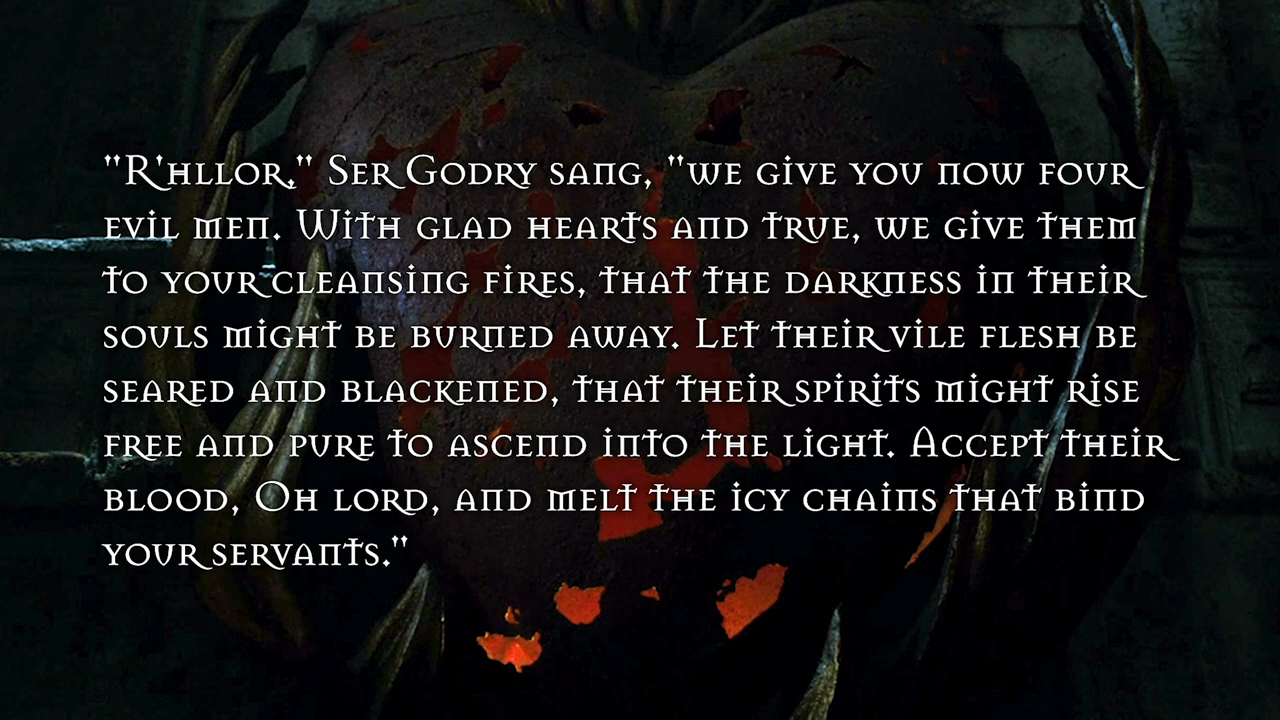 "R'hllor," Ser Godry sang, "we give you now four
evil men. With glad hearts and true, we give them
to your cleansing fires, that the darkness in their
souls might be burned away. Let their vile flesh be
seared and blackened, that their spirits might rise
free and pure to ascend into the light. Accept their
blood, Oh lord, and melt the icy chains that bind
your servants."